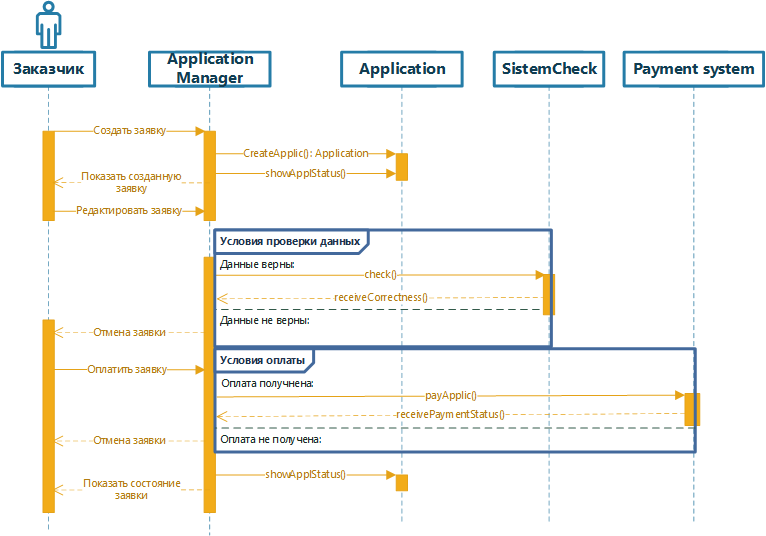 Заказчик
Application
Manager
Application
SistemCheck
Payment system
Создать заявку
CreateApplic(): Application
showApplStatus()
Показать созданную
заявку
Редактировать заявку
Условия проверки данных
Данные верны:
check()
receiveCorrectness()
Данные не верны:
Отмена заявки
Условия оплаты
Оплатить заявку
Оплата получнена:
payApplic()
receivePaymentStatus()
Оплата не получена:
Отмена заявки
showApplStatus()
Показать состояние
заявки